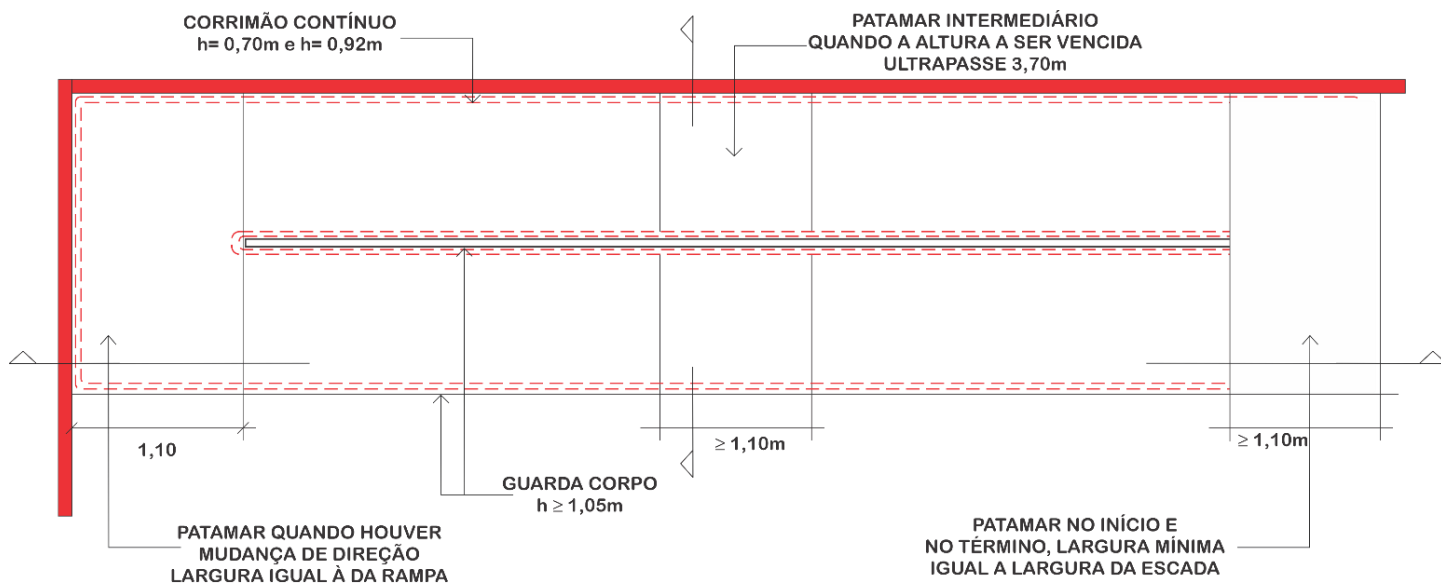 CORRIMÃO CONTÍNUO
h= 0,70m e h= 0,92m
PATAMAR INTERMEDIÁRIO
QUANDO A ALTURA A SER VENCIDA
ULTRAPASSE 3,70m
1,10
≥ 1,10m
≥ 1,10m
GUARDA CORPO
h ≥ 1,05m
PATAMAR QUANDO HOUVER
MUDANÇA DE DIREÇÃO
LARGURA IGUAL À DA RAMPA
PATAMAR NO INÍCIO E
NO TÉRMINO, LARGURA MÍNIMA
IGUAL A LARGURA DA ESCADA